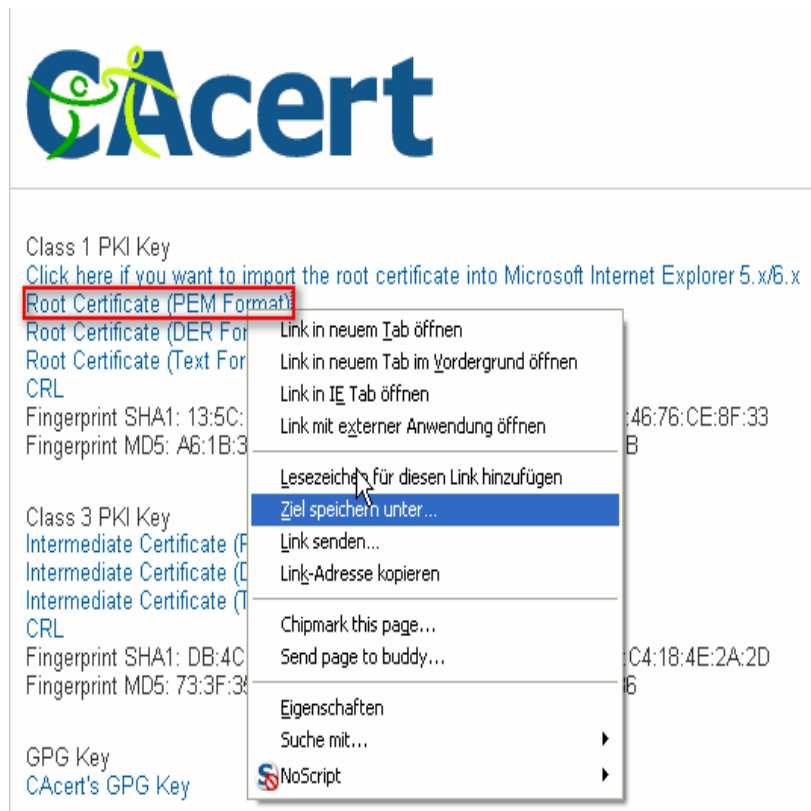 CAcert
Class 1 PKI Key
Click here if you want to import the root certificate into Microsoft Internet Explorer 5.x/6.x
Root Certificate (PEM Format)
Root Certificate (DER For
Root Certificate (Text For
CRL
Fingerprint SHA1: 13:5C: :46:76:CE:8F:33
Fingerprint MD5: A6:1B:3 B
Class 3 PKI Key
Intermediate Certificate (P
Intermediate Certificate (D
Intermediate Certificate (T
CRL
Fingerprint SHA1: DB:4C :C4:18:4E:2A:2D
Fingerprint MD5: 73:3F:35 6
GPG Key
CAcert's GPG Key
Link in neuem Tab öffnen
Link in neuem Tab im Vordergrund öffnen
Link in IE Tab öffnen
Link mit externer Anwendung öffnen
Lesezeichen für diesen Link hinzufügen
Ziel speichern unter...
Link senden...
Link-Adresse kopieren
Chipmark this page...
Send page to buddy...
Eigenschaften
Suche mit...
NoScript